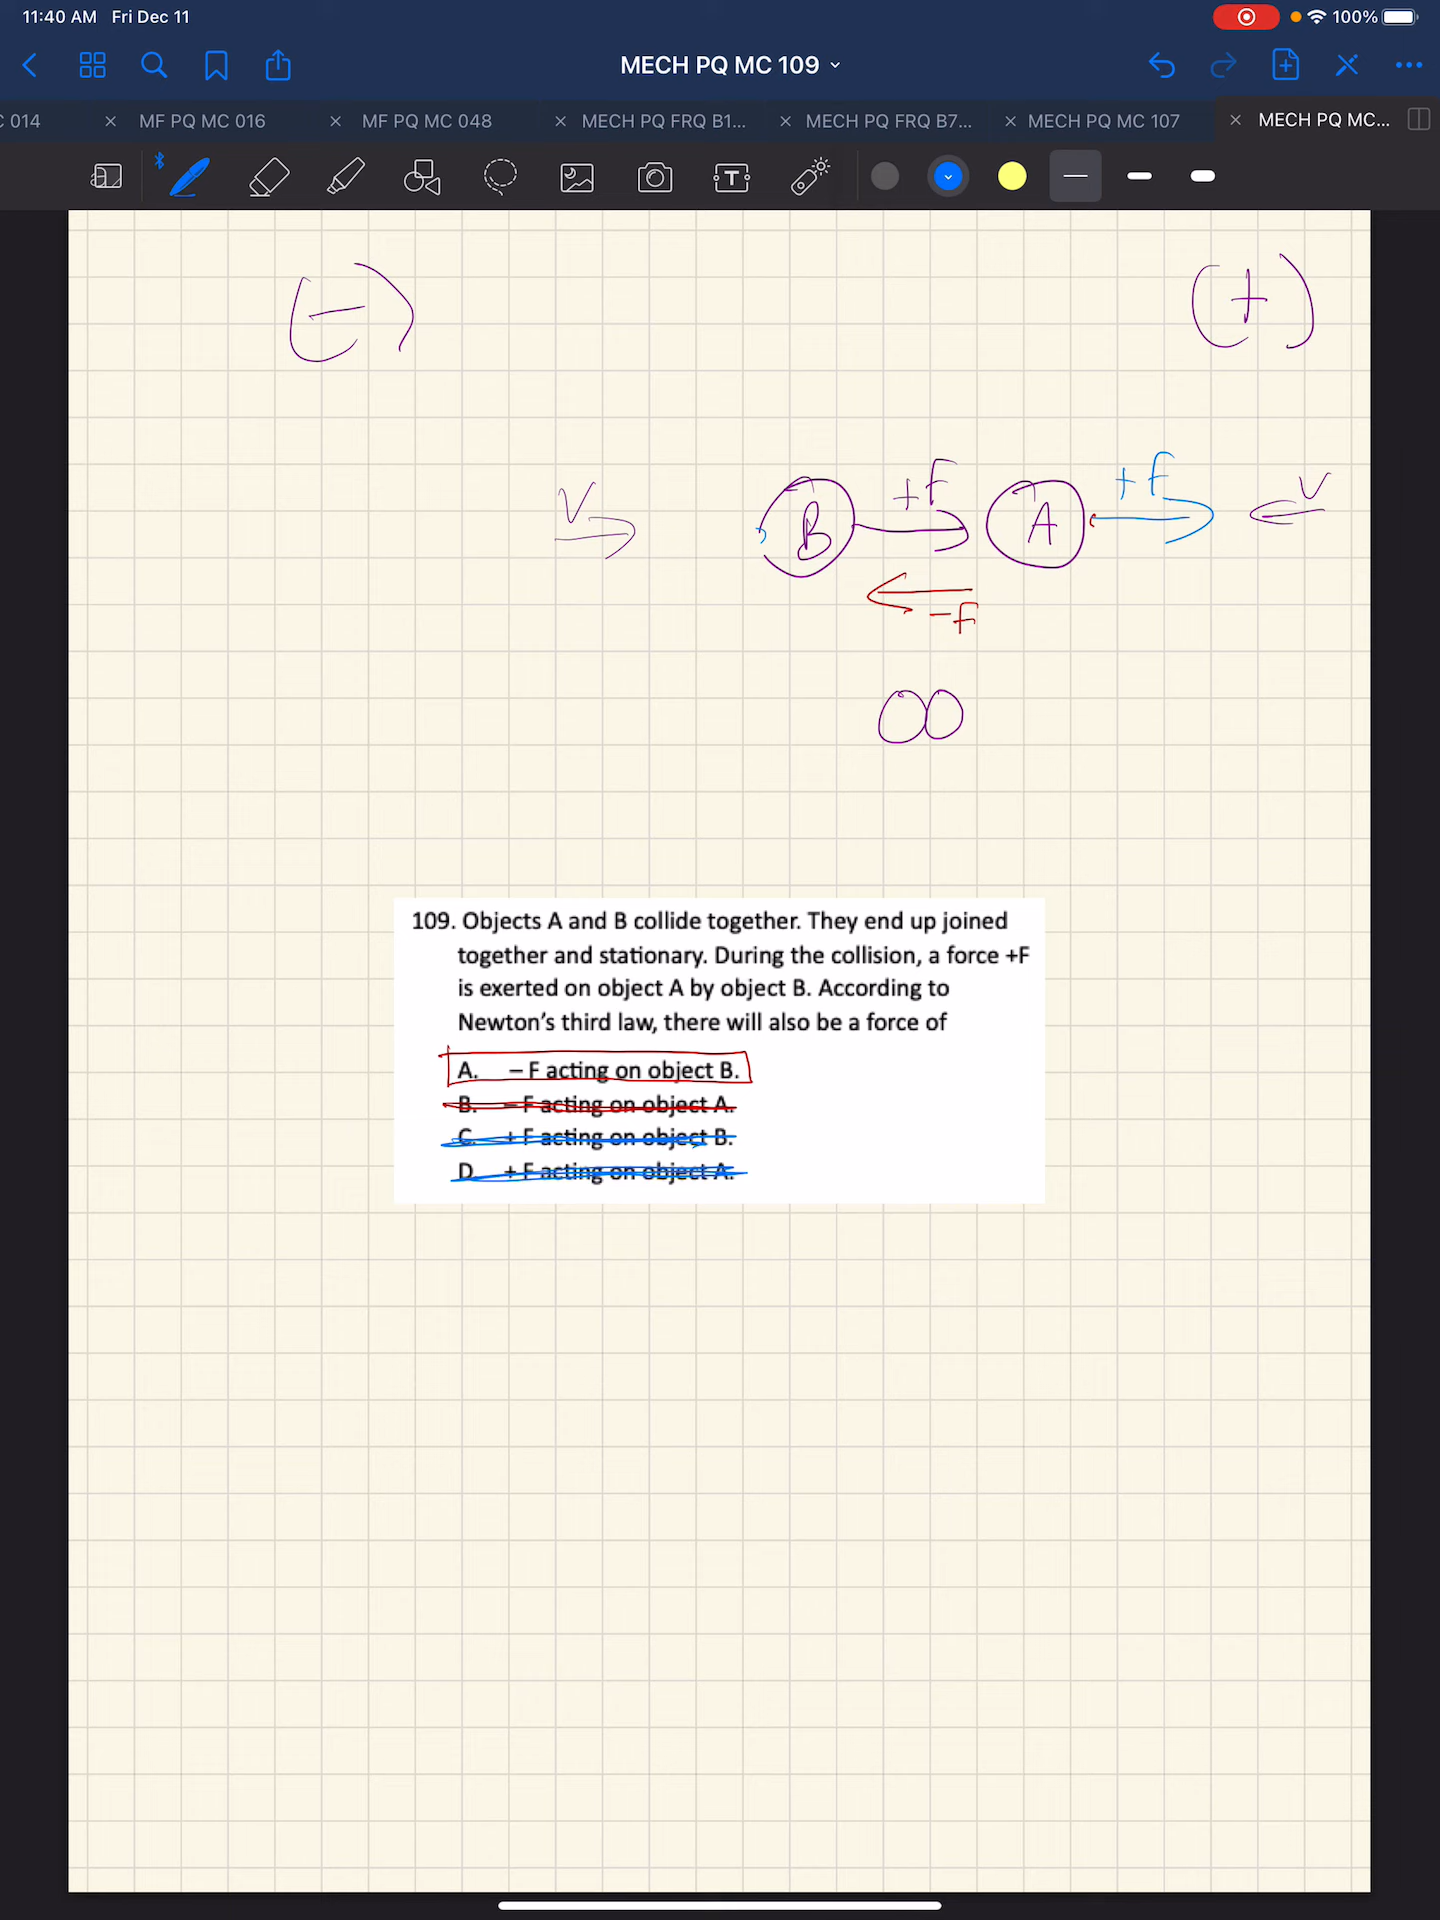 11:40 AM Fri Dec 11
100%
MECH PQ MC 109
C 014
MF PQ MC 016
MF PQ MC 048
MECH PQ FRQ B1...
MECH PQ FRQ B7...
MECH PQ MC 107
MECH PQ MC...
T
(-)
(+)
V
B
+F
A
+F
V
-F
109. Objects A and B collide together. They end up joined
together and stationary. During the collision, a force +F
is exerted on object A by object B. According to
Newton's third law, there will also be a force of
A. – F acting on object B.
B. – F acting on object A.
C. + F acting on object B.
D. + F acting on object A.